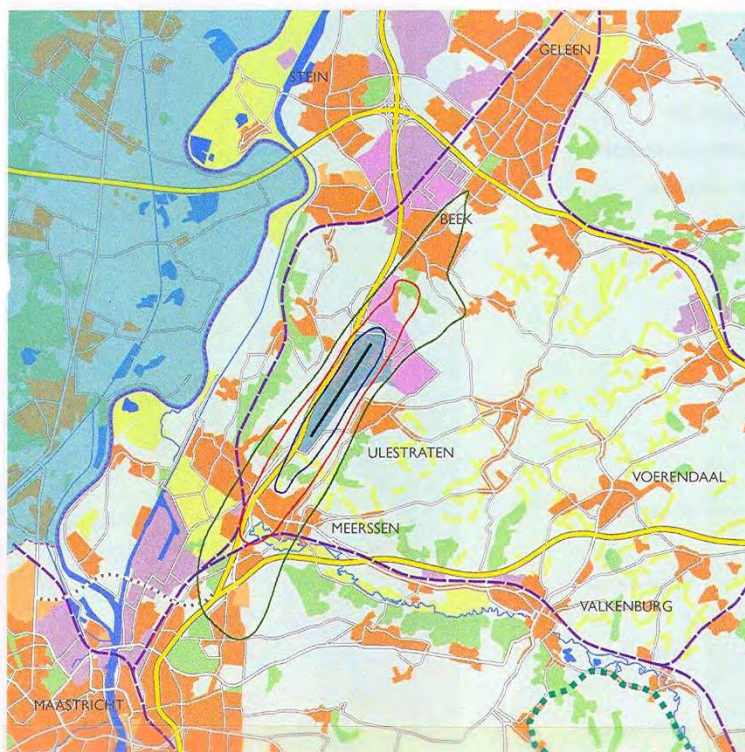 GELEEN
STEIN
BEEK
ULESTRATEN
VOERENDAAL
MEERSSEN
VALKENBURG
MAASTRICHT